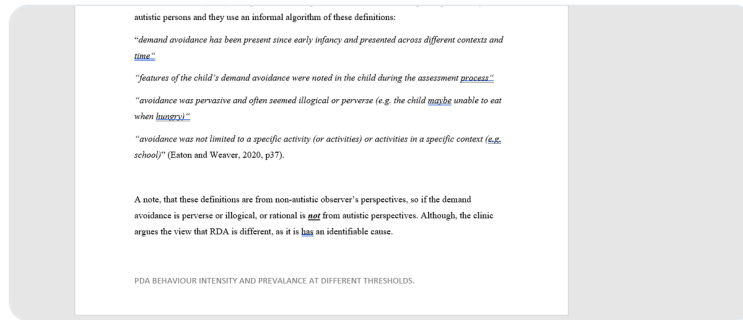 autistic persons and they use an informal algorithm of these definitions:
“demand avoidance has been present since early infancy and presented across different contexts and
time”
“features of the child’s demand avoidance were noted in the child during the assessment process”
“avoidance was pervasive and often seemed illogical or perverse (e.g. the child maybe unable to eat
when hungry)”
“avoidance was not limited to a specific activity (or activities) or activities in a specific context (e.g.
school)” (Eaton and Weaver, 2020, p37).
A note, that these definitions are from non-autistic observer’s perspectives, so if the demand
avoidance is perverse or illogical, or rational is not from autistic perspectives. Although, the clinic
argues the view that RDA is different, as it is has an identifiable cause.
PDA BEHAVIOUR INTENSITY AND PREVALANCE AT DIFFERENT THRESHOLDS.